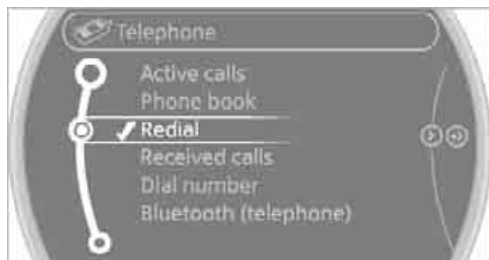 Telephone
Active calls
Phone book
Redial
Received calls
Dial number
Bluetooth (telephone)